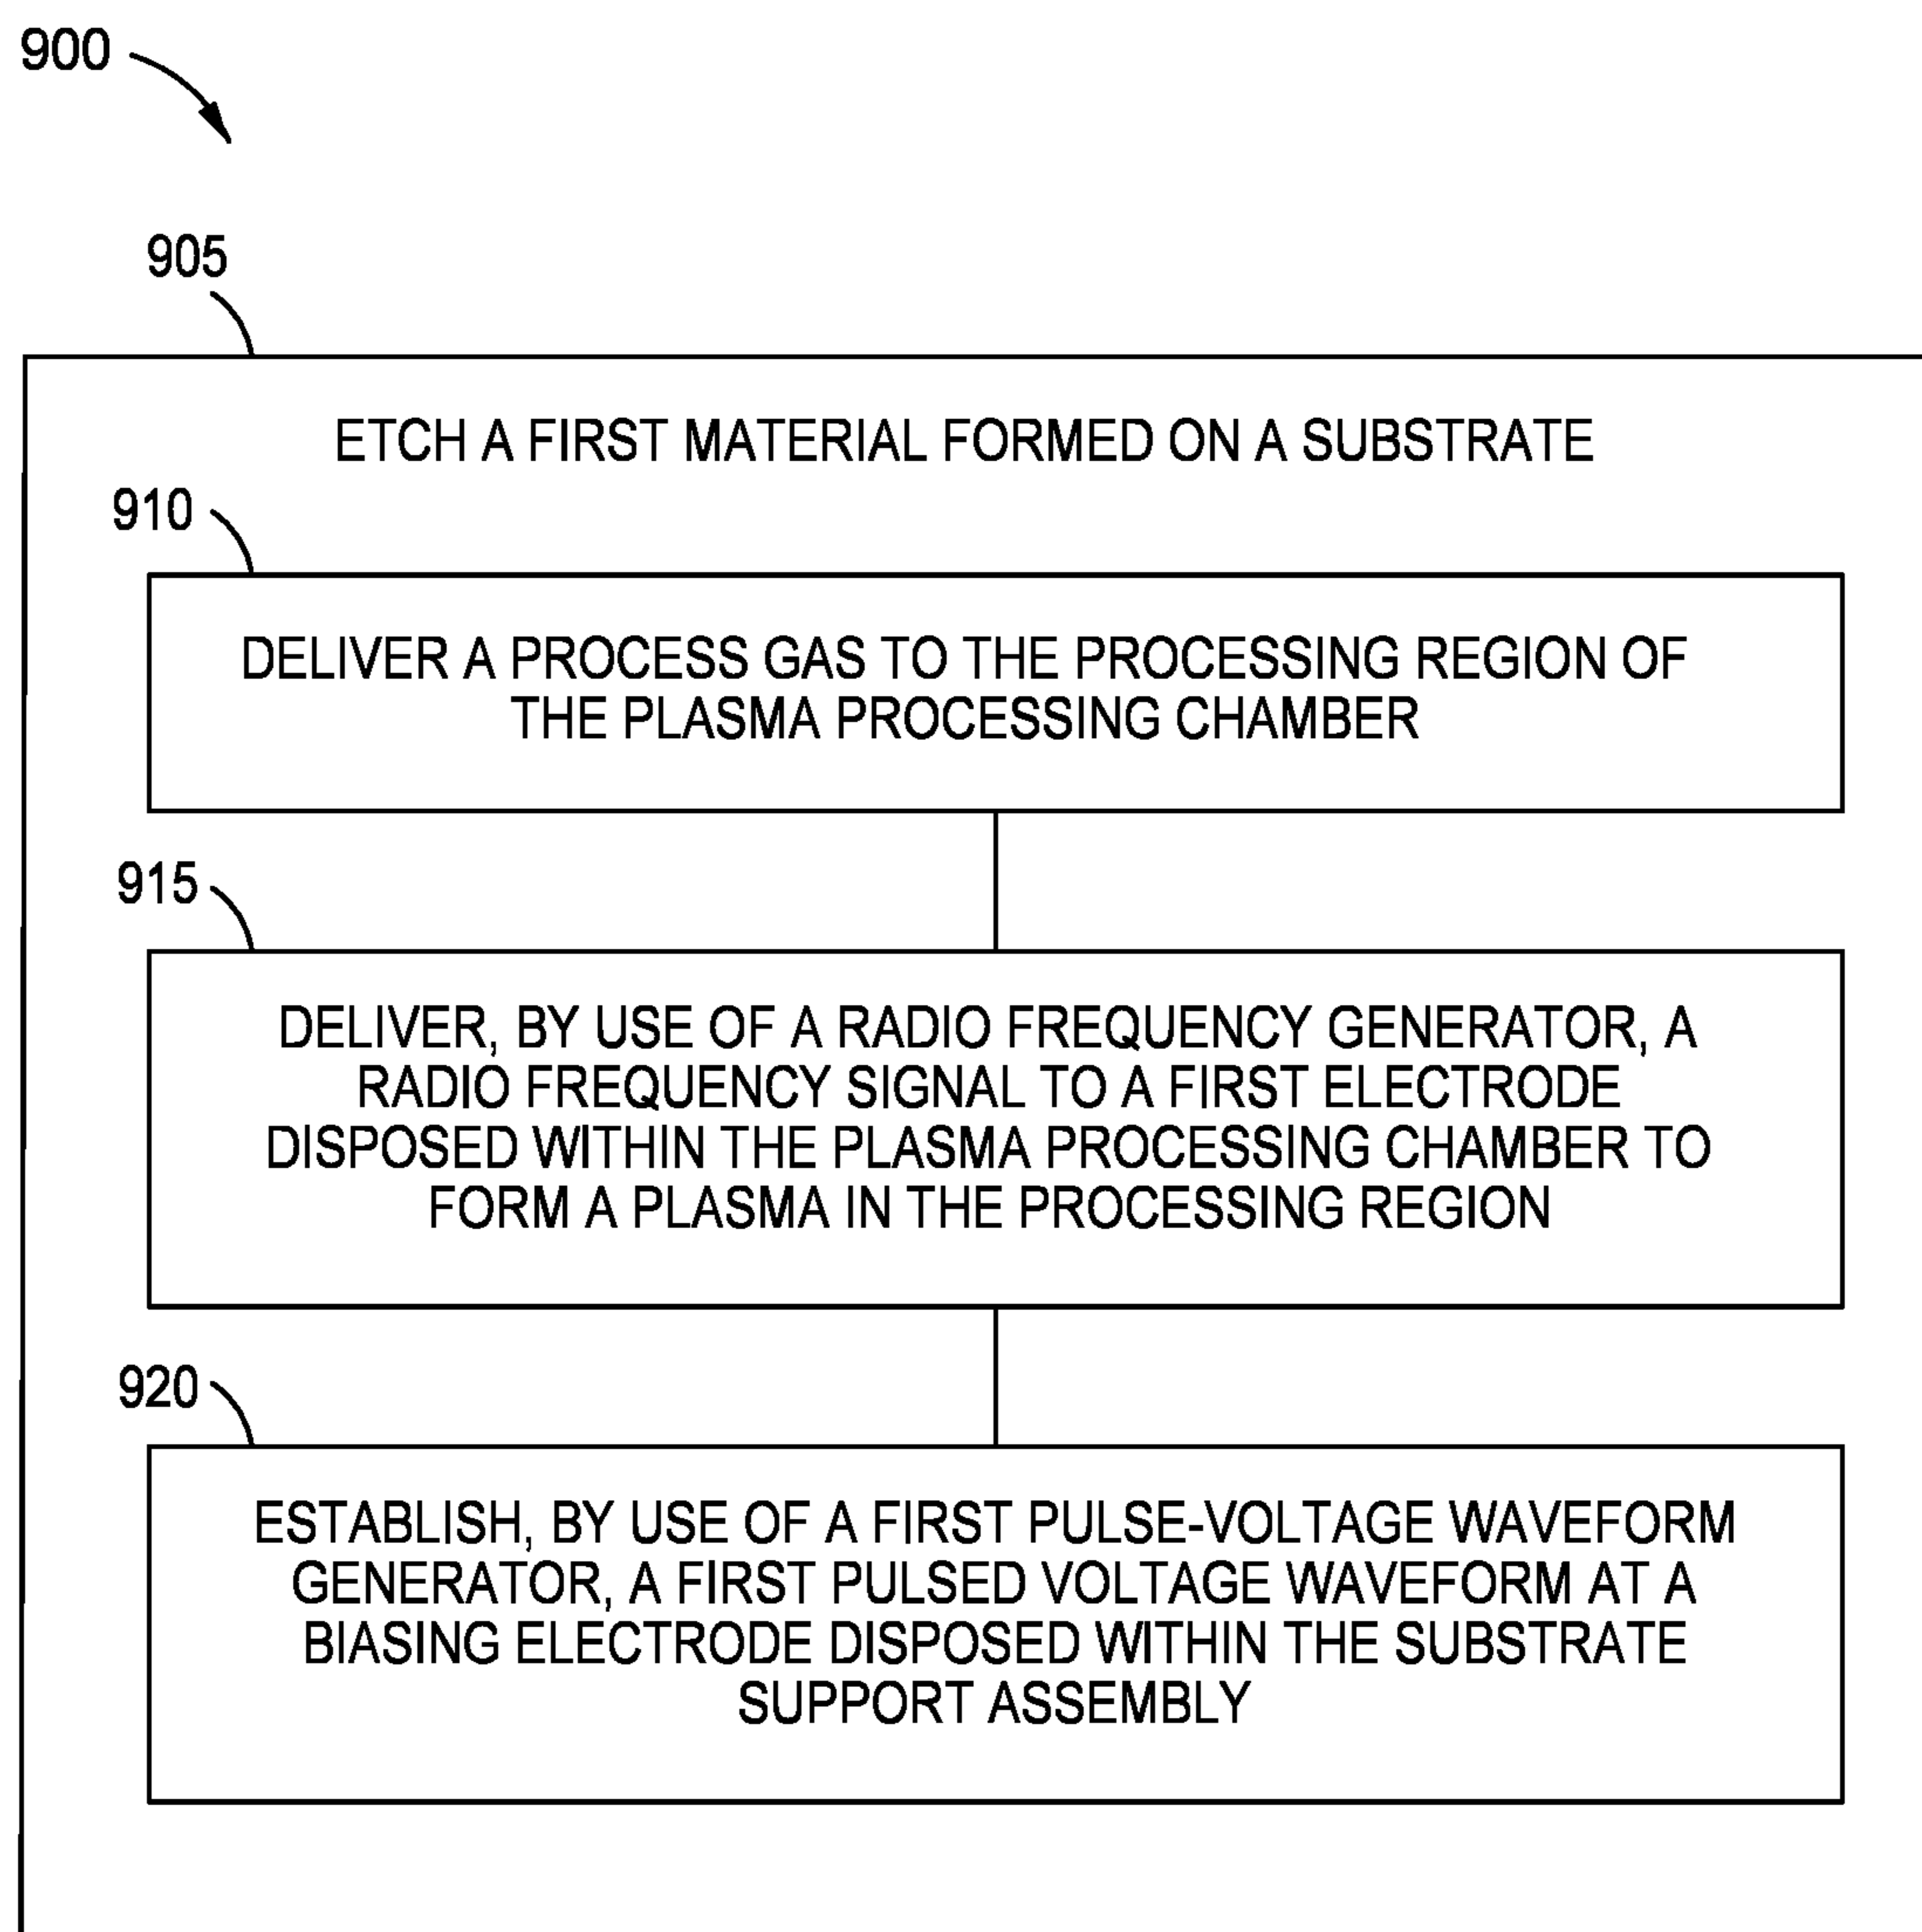 900
905
ETCH A FIRST MATERIAL FORMED ON A SUBSTRATE
910
DELIVER A PROCESS GAS TO THE PROCESSING REGION OF
THE PLASMA PROCESSING CHAMBER
915
DELIVER, BY USE OF A RADIO FREQUENCY GENERATOR, A
RADIO FREQUENCY SIGNAL TO A FIRST ELECTRODE
DISPOSED WITHIN THE PLASMA PROCESSING CHAMBER TO
FORM A PLASMA IN THE PROCESSING REGION
920
ESTABLISH, BY USE OF A FIRST PULSE-VOLTAGE WAVEFORM
GENERATOR, A FIRST PULSED VOLTAGE WAVEFORM AT A
BIASING ELECTRODE DISPOSED WITHIN THE SUBSTRATE
SUPPORT ASSEMBLY